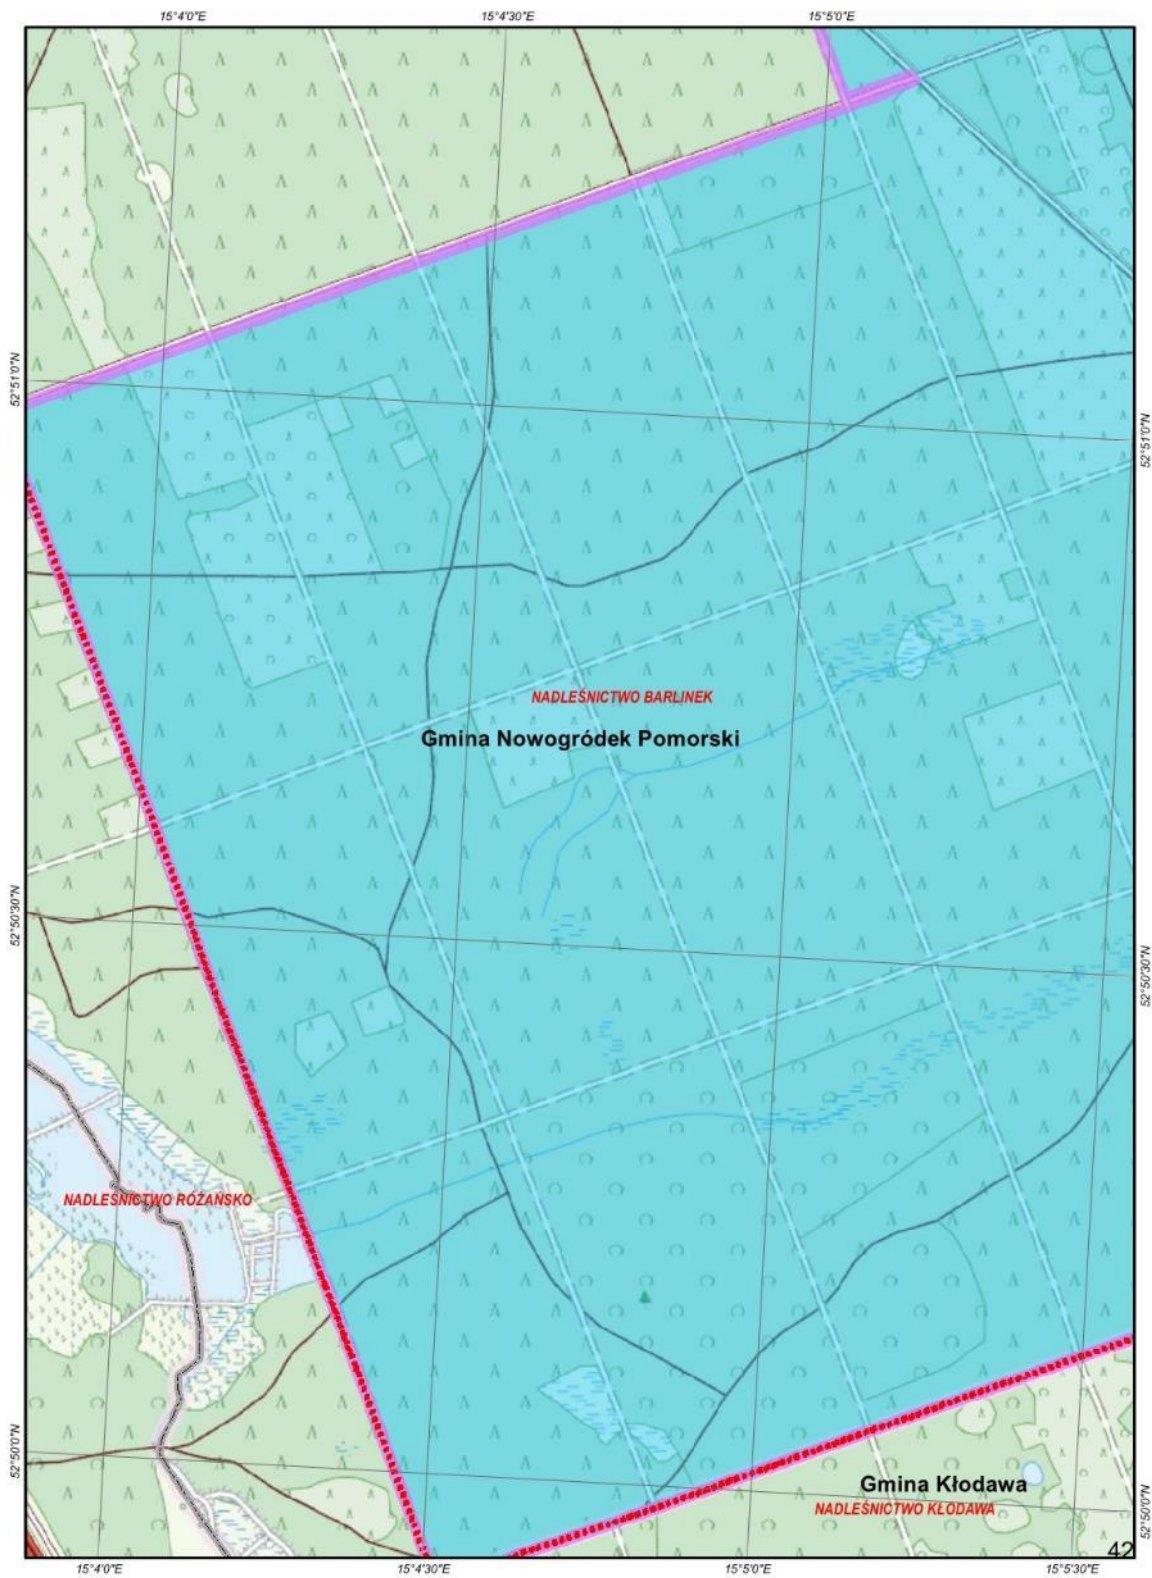 15°4'0"E
15°4'30"E
15°5'0"E
52°51'0"N
52°51'0"N
NADLEŚNICTWO BARLINEK
Gmina Nowogródek Pomorski
52°50'30"N
52°50'30"N
NADLEŚNICTWO RÓŻAŃSKO
52°50'0"N
Gmina Kłodawa
NADLEŚNICTWO KŁODAWA
52°50'0"N
42
15°4'0"E
15°4'30"E
15°5'0"E
15°5'30"E